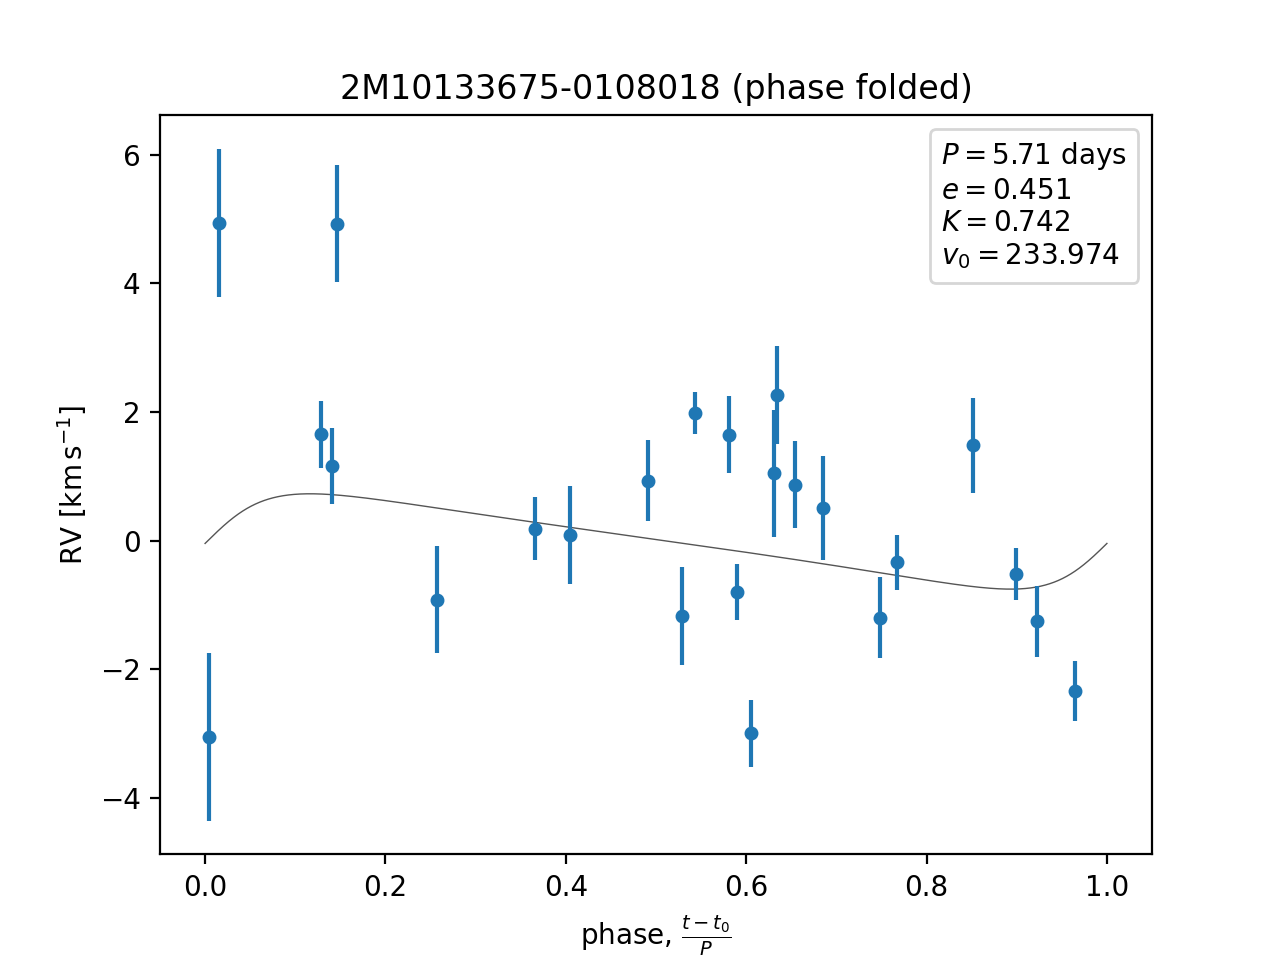 2M10133675-0108018 (phase folded)
P = 5.71 days
e = 0.451
K = 0.742
v₀ = 233.974
6
4
2
0
−2
−4
RV [km s⁻¹]
0.0 0.2 0.4 0.6 0.8 1.0
phase, (t − t₀)/P